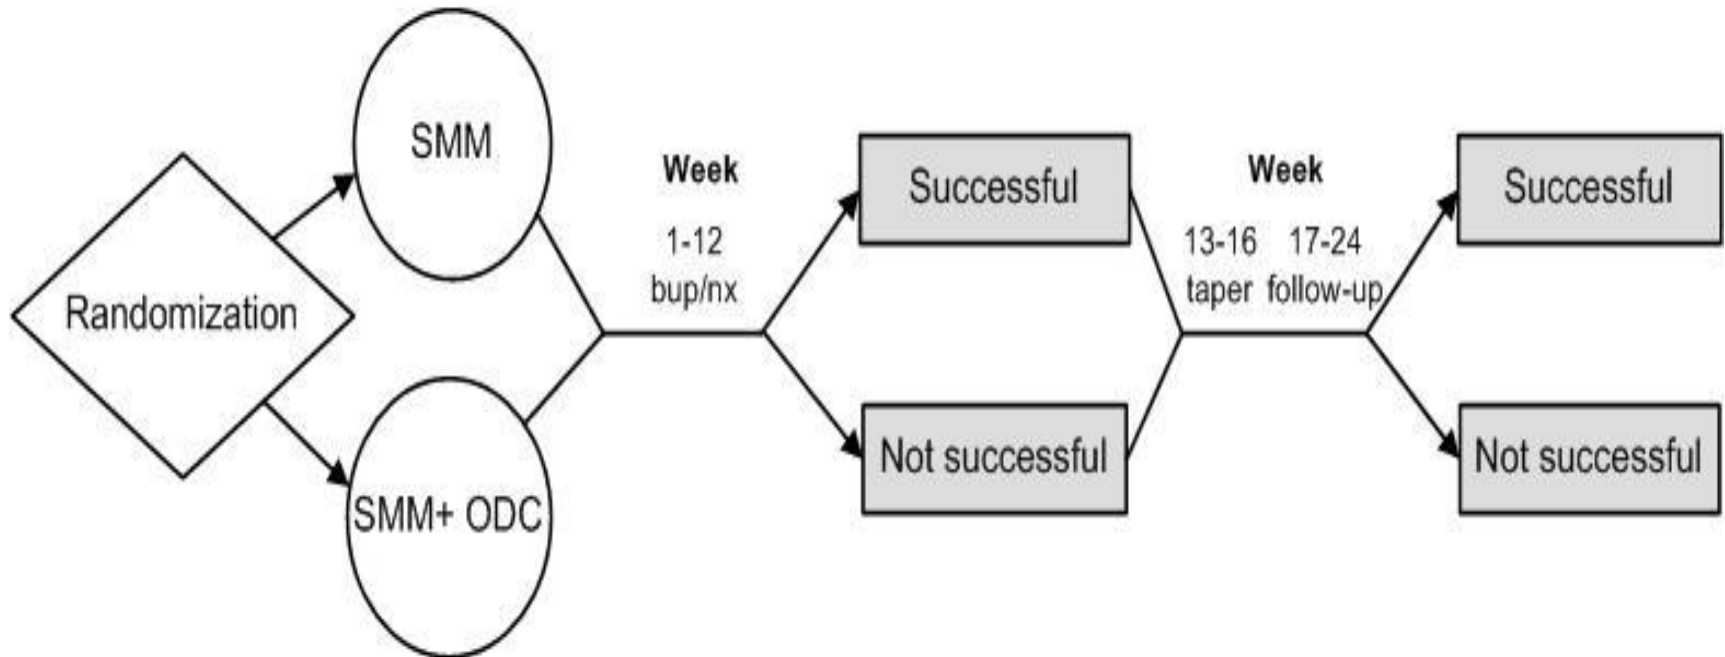 Randomization
SMM
SMM+ ODC
Week
1-12
bup/nx
Successful
Not successful
Week
13-16 17-24
taper follow-up
Successful
Not successful